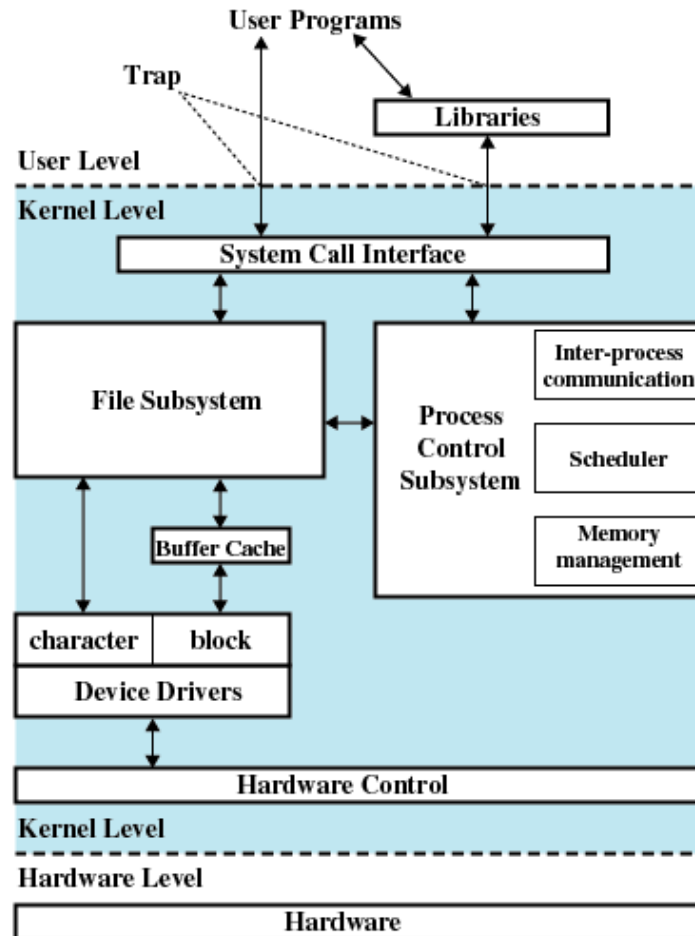 User Programs
Trap
Libraries
User Level
Kernel Level
System Call Interface
File Subsystem
Process
Control
Subsystem
Inter-process
communication
Scheduler
Memory
management
Buffer Cache
character
block
Device Drivers
Hardware Control
Kernel Level
Hardware Level
Hardware